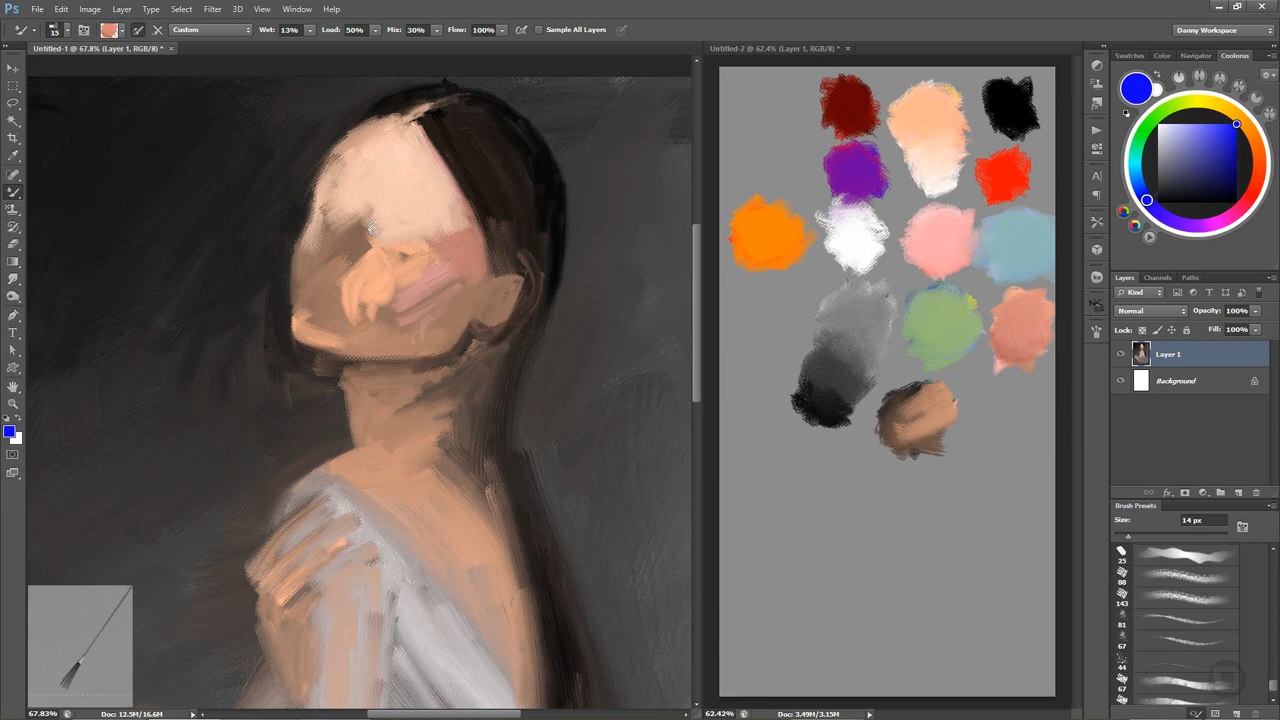 Ps File Edit Image Layer Type Select Filter 3D View Window Help
15 Custom Wet: 13% Load: 50% Mix: 30% Flow: 100% Sample All Layers Danny Workspace
Untitled-1 @ 67.8% (Layer 1, RGB/8) * × Untitled-2 @ 62.4% (Layer 1, RGB/8) * ×
Swatches Color Navigator Coolorus
Layers Channels Paths
Kind
Normal Opacity: 100%
Lock: Fill: 100%
Layer 1
Background
fx
Brush Presets
Size: 14 px
25
88
143
81
67
44
67
67.83% Doc: 12.5M/16.6M 62.42% Doc: 3.49M/3.15M